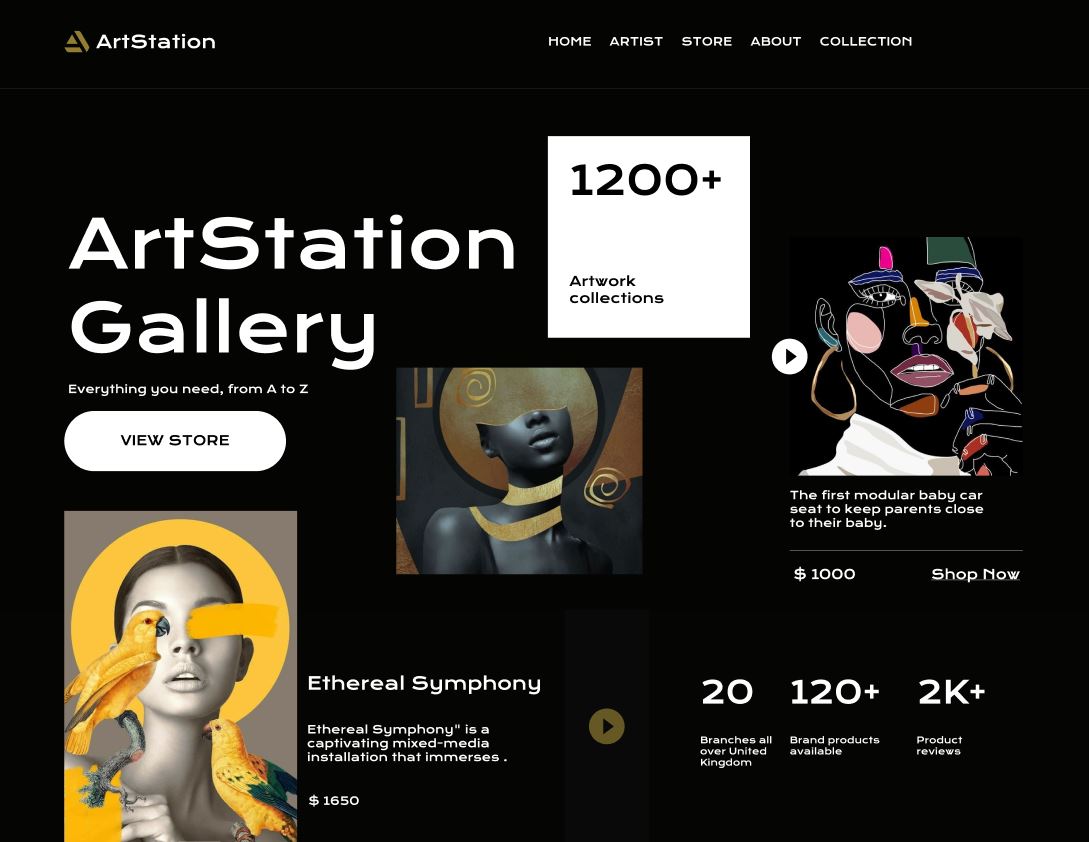 ArtStation
HOME ARTIST STORE ABOUT COLLECTION
1200+
Artwork
collections
ArtStation
Gallery
Everything you need, from A to Z
VIEW STORE
The first modular baby car
seat to keep parents close
to their baby.
$ 1000 Shop Now
Ethereal Symphony
Ethereal Symphony" is a
captivating mixed-media
installation that immerses .
$ 1650
20
Branches all
over United
Kingdom
120+
Brand products
available
2K+
Product
reviews